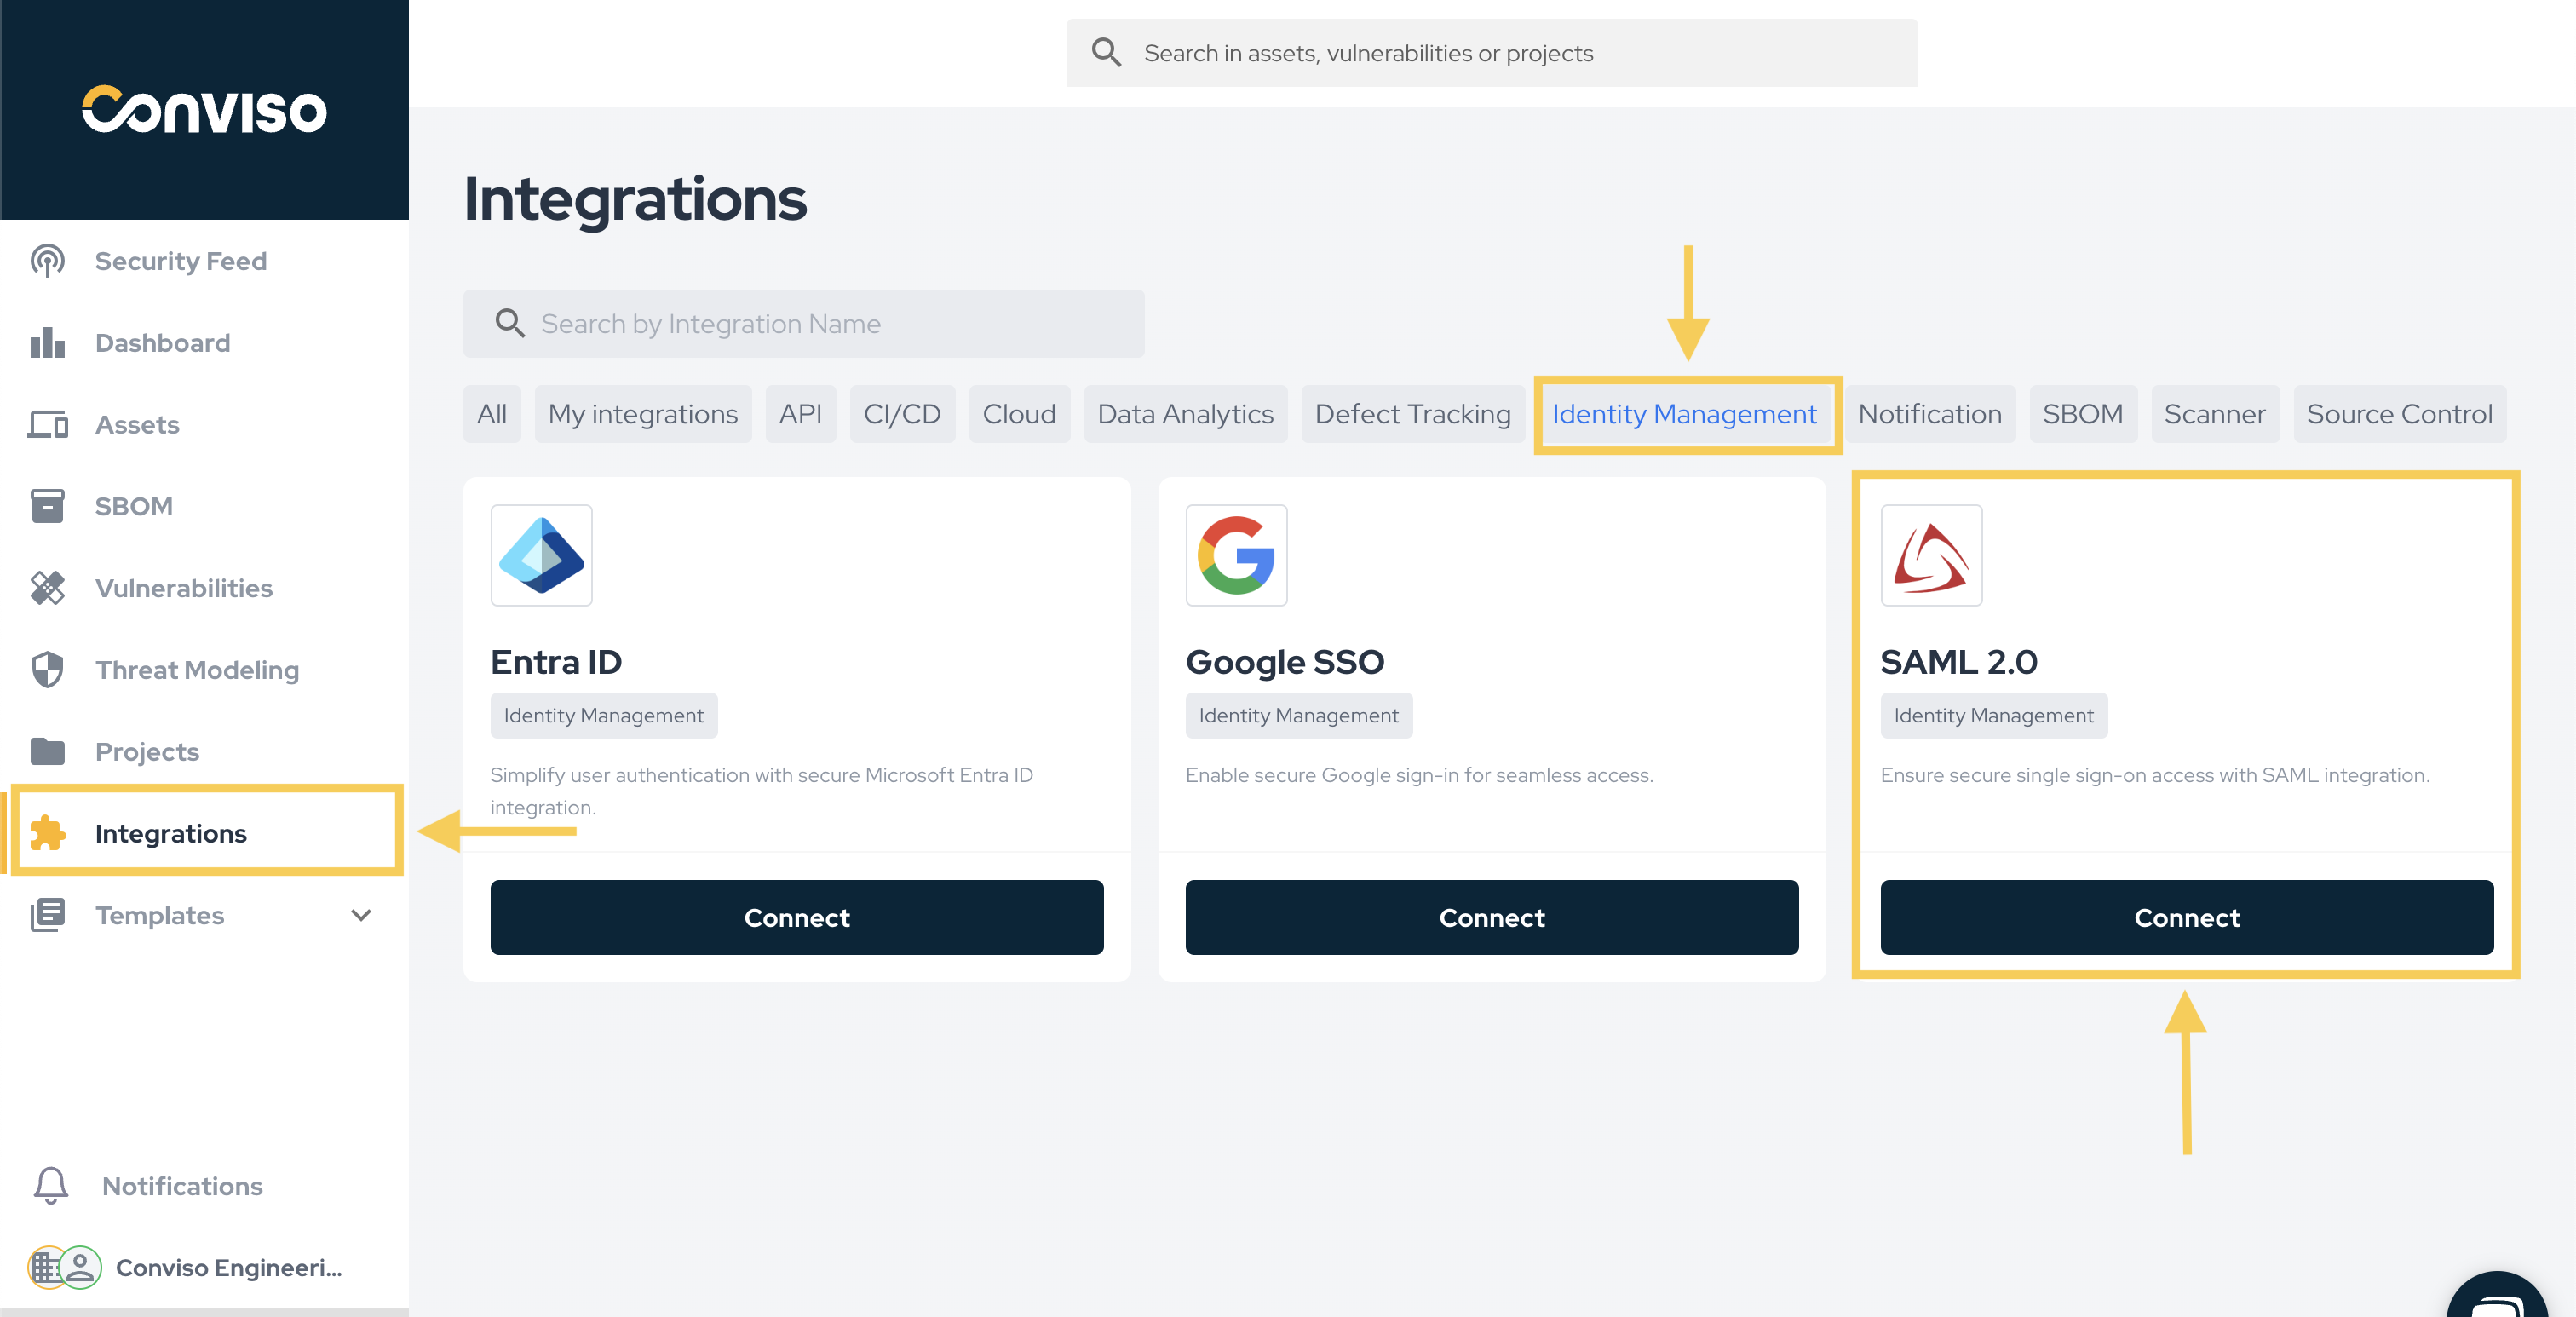 Conviso
Search in assets, vulnerabilities or projects
Security Feed
Dashboard
Assets
SBOM
Vulnerabilities
Threat Modeling
Projects
Integrations
Templates
Notifications
Conviso Engineeri...
Integrations
Search by Integration Name
All My integrations API CI/CD Cloud Data Analytics Defect Tracking Identity Management Notification SBOM Scanner Source Control
Entra ID
Identity Management
Simplify user authentication with secure Microsoft Entra ID
integration.
Connect
Google SSO
Identity Management
Enable secure Google sign-in for seamless access.
Connect
SAML 2.0
Identity Management
Ensure secure single sign-on access with SAML integration.
Connect